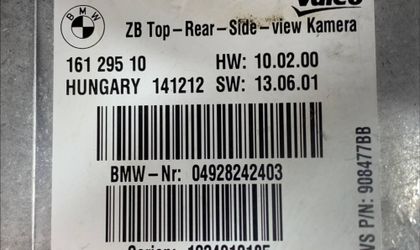 BMW
Valeo
ZB Top-Rear-Side-view Kamera
161 295 10 HW: 10.02.00
HUNGARY 141212 SW: 13.06.01
BMW-Nr: 04928242403
VS P/N: 908477BB